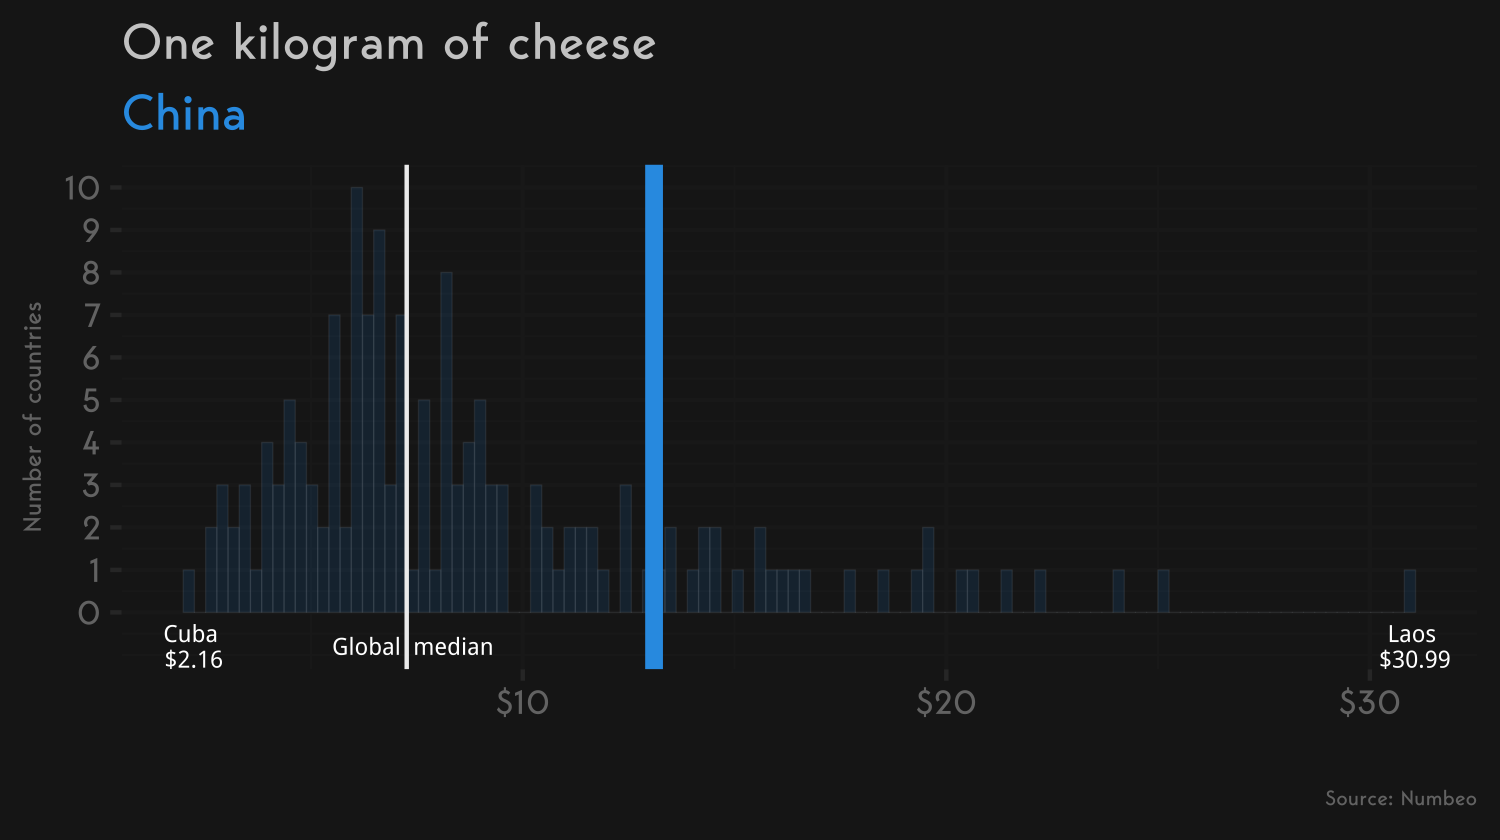 One kilogram of cheese
China
Number of countries
10
9
8
7
6
5
4
3
2
1
0
Cuba
$2.16
Global median
Laos
$30.99
$10
$20
$30
Source: Numbeo